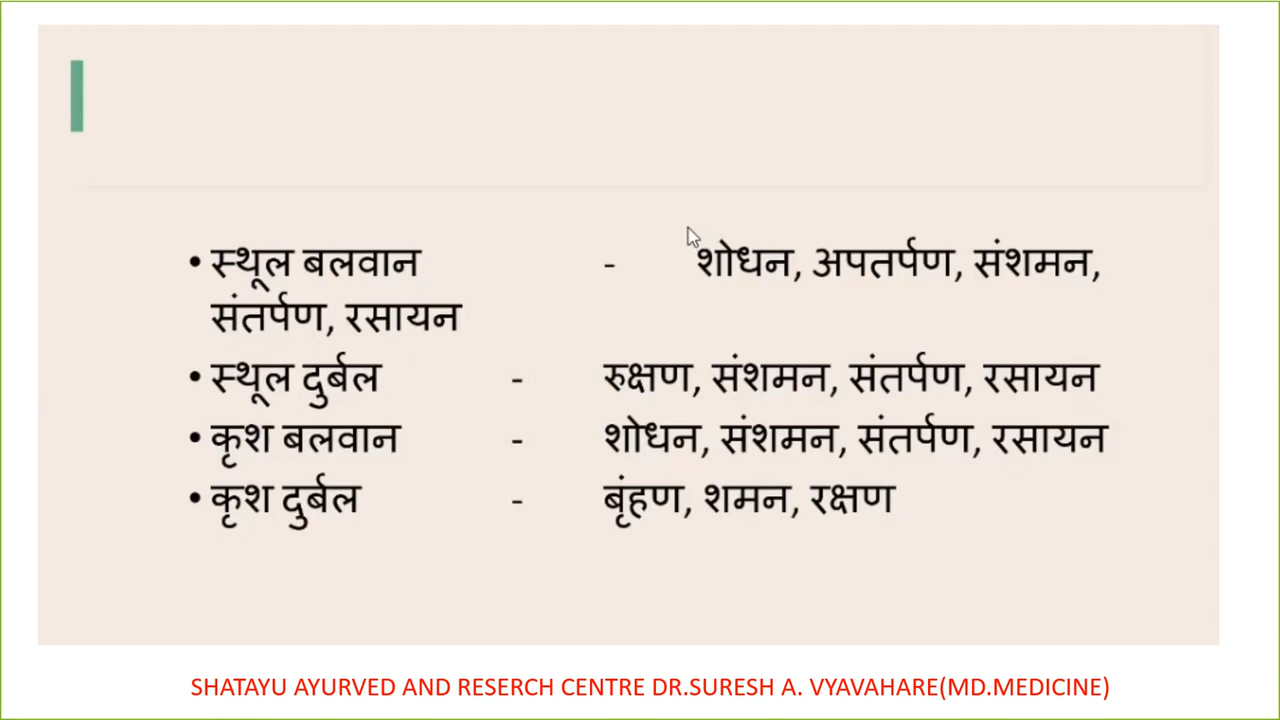 • स्थूल बलवान - शोधन, अपतर्पण, संशमन,
संतर्पण, रसायन
• स्थूल दुर्बल - रुक्षण, संशमन, संतर्पण, रसायन
• कृश बलवान - शोधन, संशमन, संतर्पण, रसायन
• कृश दुर्बल - बृंहण, शमन, रक्षण
SHATAYU AYURVED AND RESERCH CENTRE DR.SURESH A. VYAVAHARE(MD.MEDICINE)